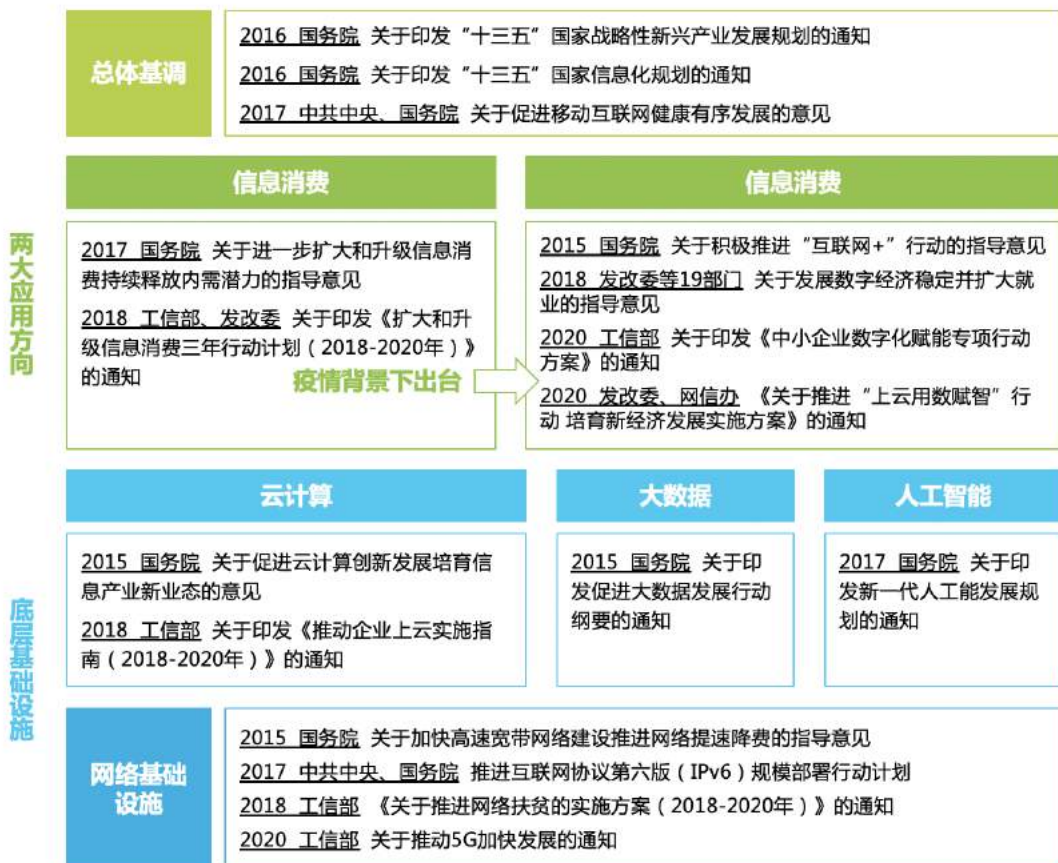 总体基调
2016 国务院 关于印发“十三五”国家战略性新兴产业发展规划的通知
2016 国务院 关于印发“十三五”国家信息化规划的通知
2017 中共中央、国务院 关于促进移动互联网健康有序发展的意见
两大应用方向
信息消费
2017 国务院 关于进一步扩大和升级信息消
费持续释放内需潜力的指导意见
2018 工信部、发改委 关于印发《扩大和升
级信息消费三年行动计划（2018-2020年）》
的通知
疫情背景下出台
信息消费
2015 国务院 关于积极推进“互联网+”行动的指导意见
2018 发改委等19部门 关于发展数字经济稳定并扩大就
业的指导意见
2020 工信部 关于印发《中小企业数字化赋能专项行动
方案》的通知
2020 发改委、网信办 《关于推进“上云用数赋智”行
动 培育新经济发展实施方案》的通知
底层基础设施
云计算
2015 国务院 关于促进云计算创新发展培育信
息产业新业态的意见
2018 工信部 关于印发《推动企业上云实施指
南（2018-2020年）》的通知
大数据
2015 国务院 关于印
发促进大数据发展行动
纲要的通知
人工智能
2017 国务院 关于印
发新一代人工能发展规
划的通知
网络基础
设施
2015 国务院 关于加快高速宽带网络建设推进网络提速降费的指导意见
2017 中共中央、国务院 推进互联网协议第六版（IPv6）规模部署行动计划
2018 工信部 《关于推进网络扶贫的实施方案（2018-2020年）》的通知
2020 工信部 关于推动5G加快发展的通知